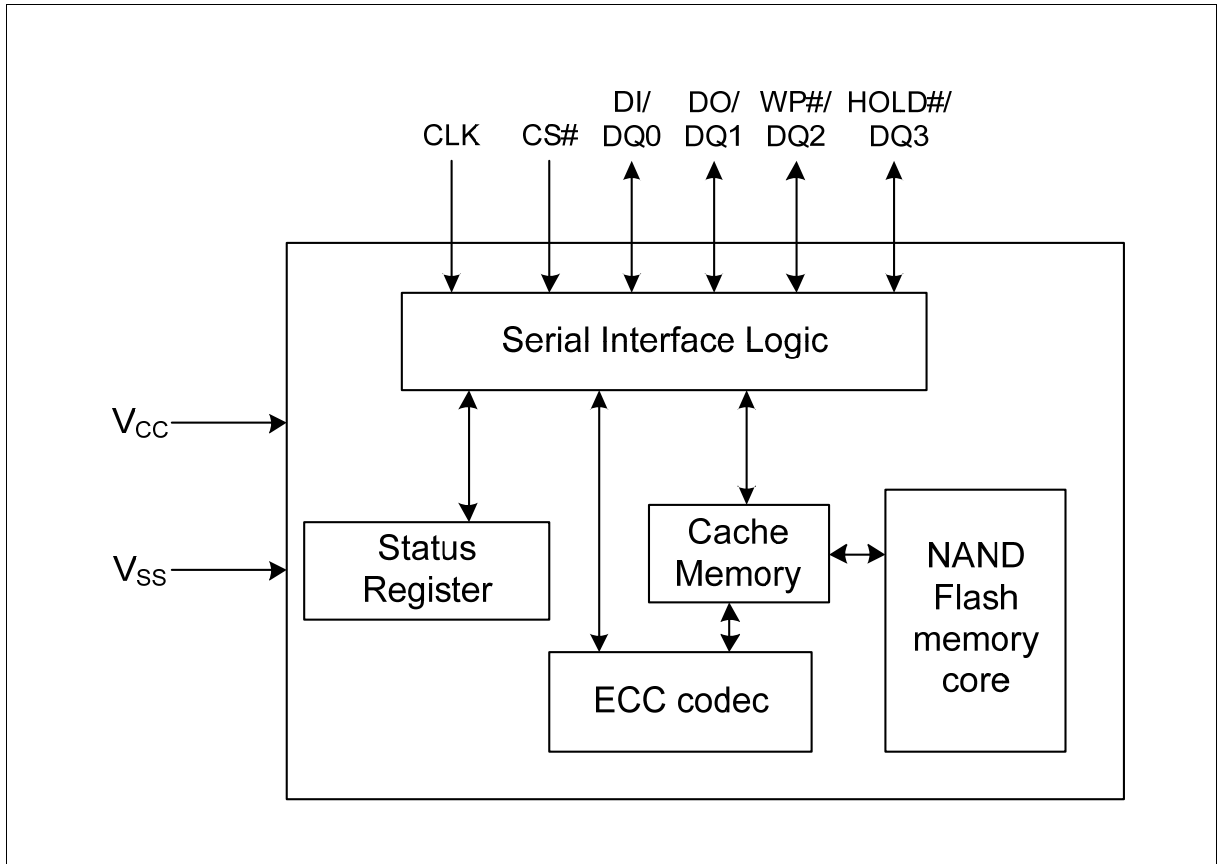 DI/ DO/ WP#/ HOLD#/
CLK CS# DQ0 DQ1 DQ2 DQ3
Serial Interface Logic
VCC
VSS
Status
Register
Cache
Memory
ECC codec
NAND
Flash
memory
core